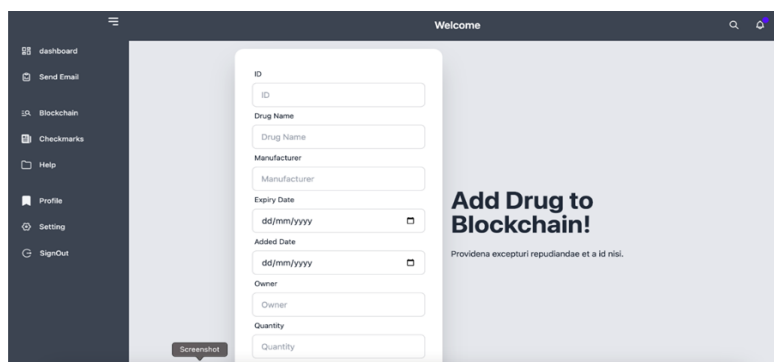 Welcome
dashboard
Send Email
Blockchain
Checkmarks
Help
Profile
Setting
SignOut
ID
ID
Drug Name
Drug Name
Manufacturer
Manufacturer
Expiry Date
dd/mm/yyyy
Added Date
dd/mm/yyyy
Owner
Owner
Quantity
Quantity
Add Drug to
Blockchain!
Providena excepturi repudiandae et a id nisi.
Screenshot